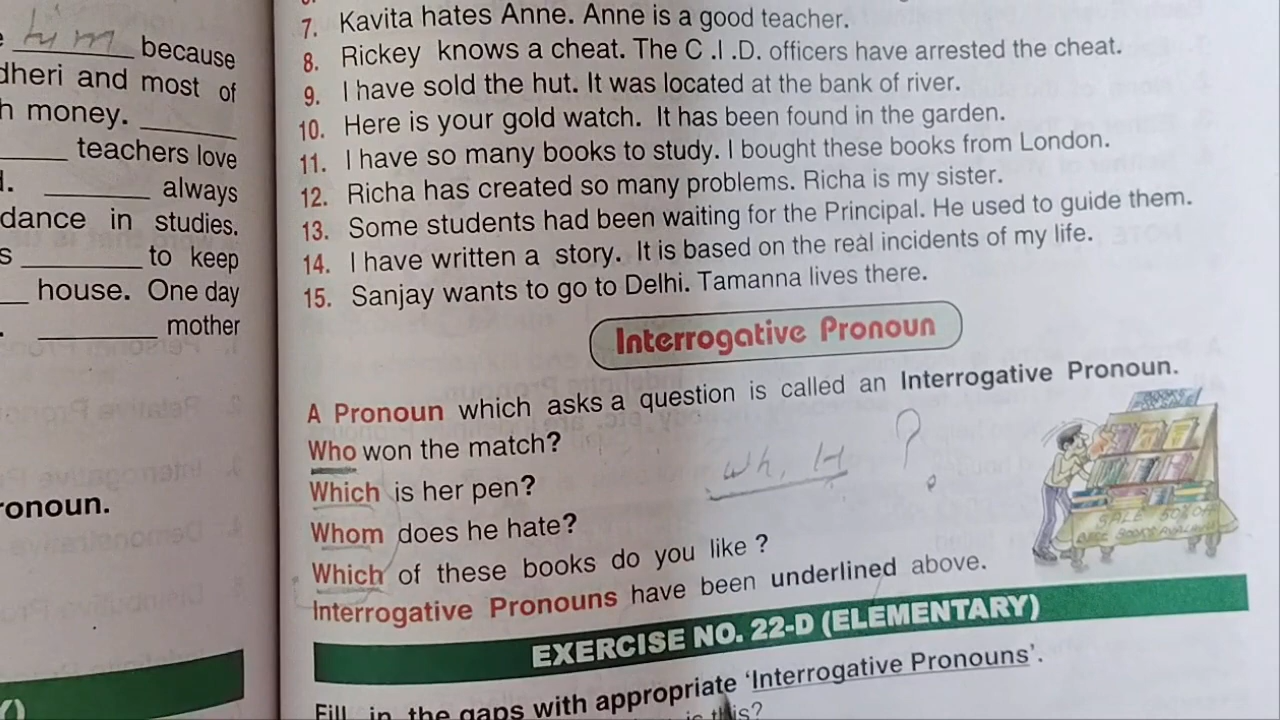 hym because
dheri and most of
h money.
teachers love
always
dance in studies.
to keep
house. One day
mother
ronoun.
7. Kavita hates Anne. Anne is a good teacher.
8. Rickey knows a cheat. The C .I .D. officers have arrested the cheat.
9. I have sold the hut. It was located at the bank of river.
10. Here is your gold watch. It has been found in the garden.
11. I have so many books to study. I bought these books from London.
12. Richa has created so many problems. Richa is my sister.
13. Some students had been waiting for the Principal. He used to guide them.
14. I have written a story. It is based on the real incidents of my life.
15. Sanjay wants to go to Delhi. Tamanna lives there.
Interrogative Pronoun
A Pronoun which asks a question is called an Interrogative Pronoun.
Who won the match?
Which is her pen?
Whom does he hate?
Which of these books do you like ?
Wh, H ?
SALE 50% OFF
Interrogative Pronouns have been underlined above.
EXERCISE NO. 22-D (ELEMENTARY)
Fill in the gaps with appropriate 'Interrogative Pronouns'.
is this?